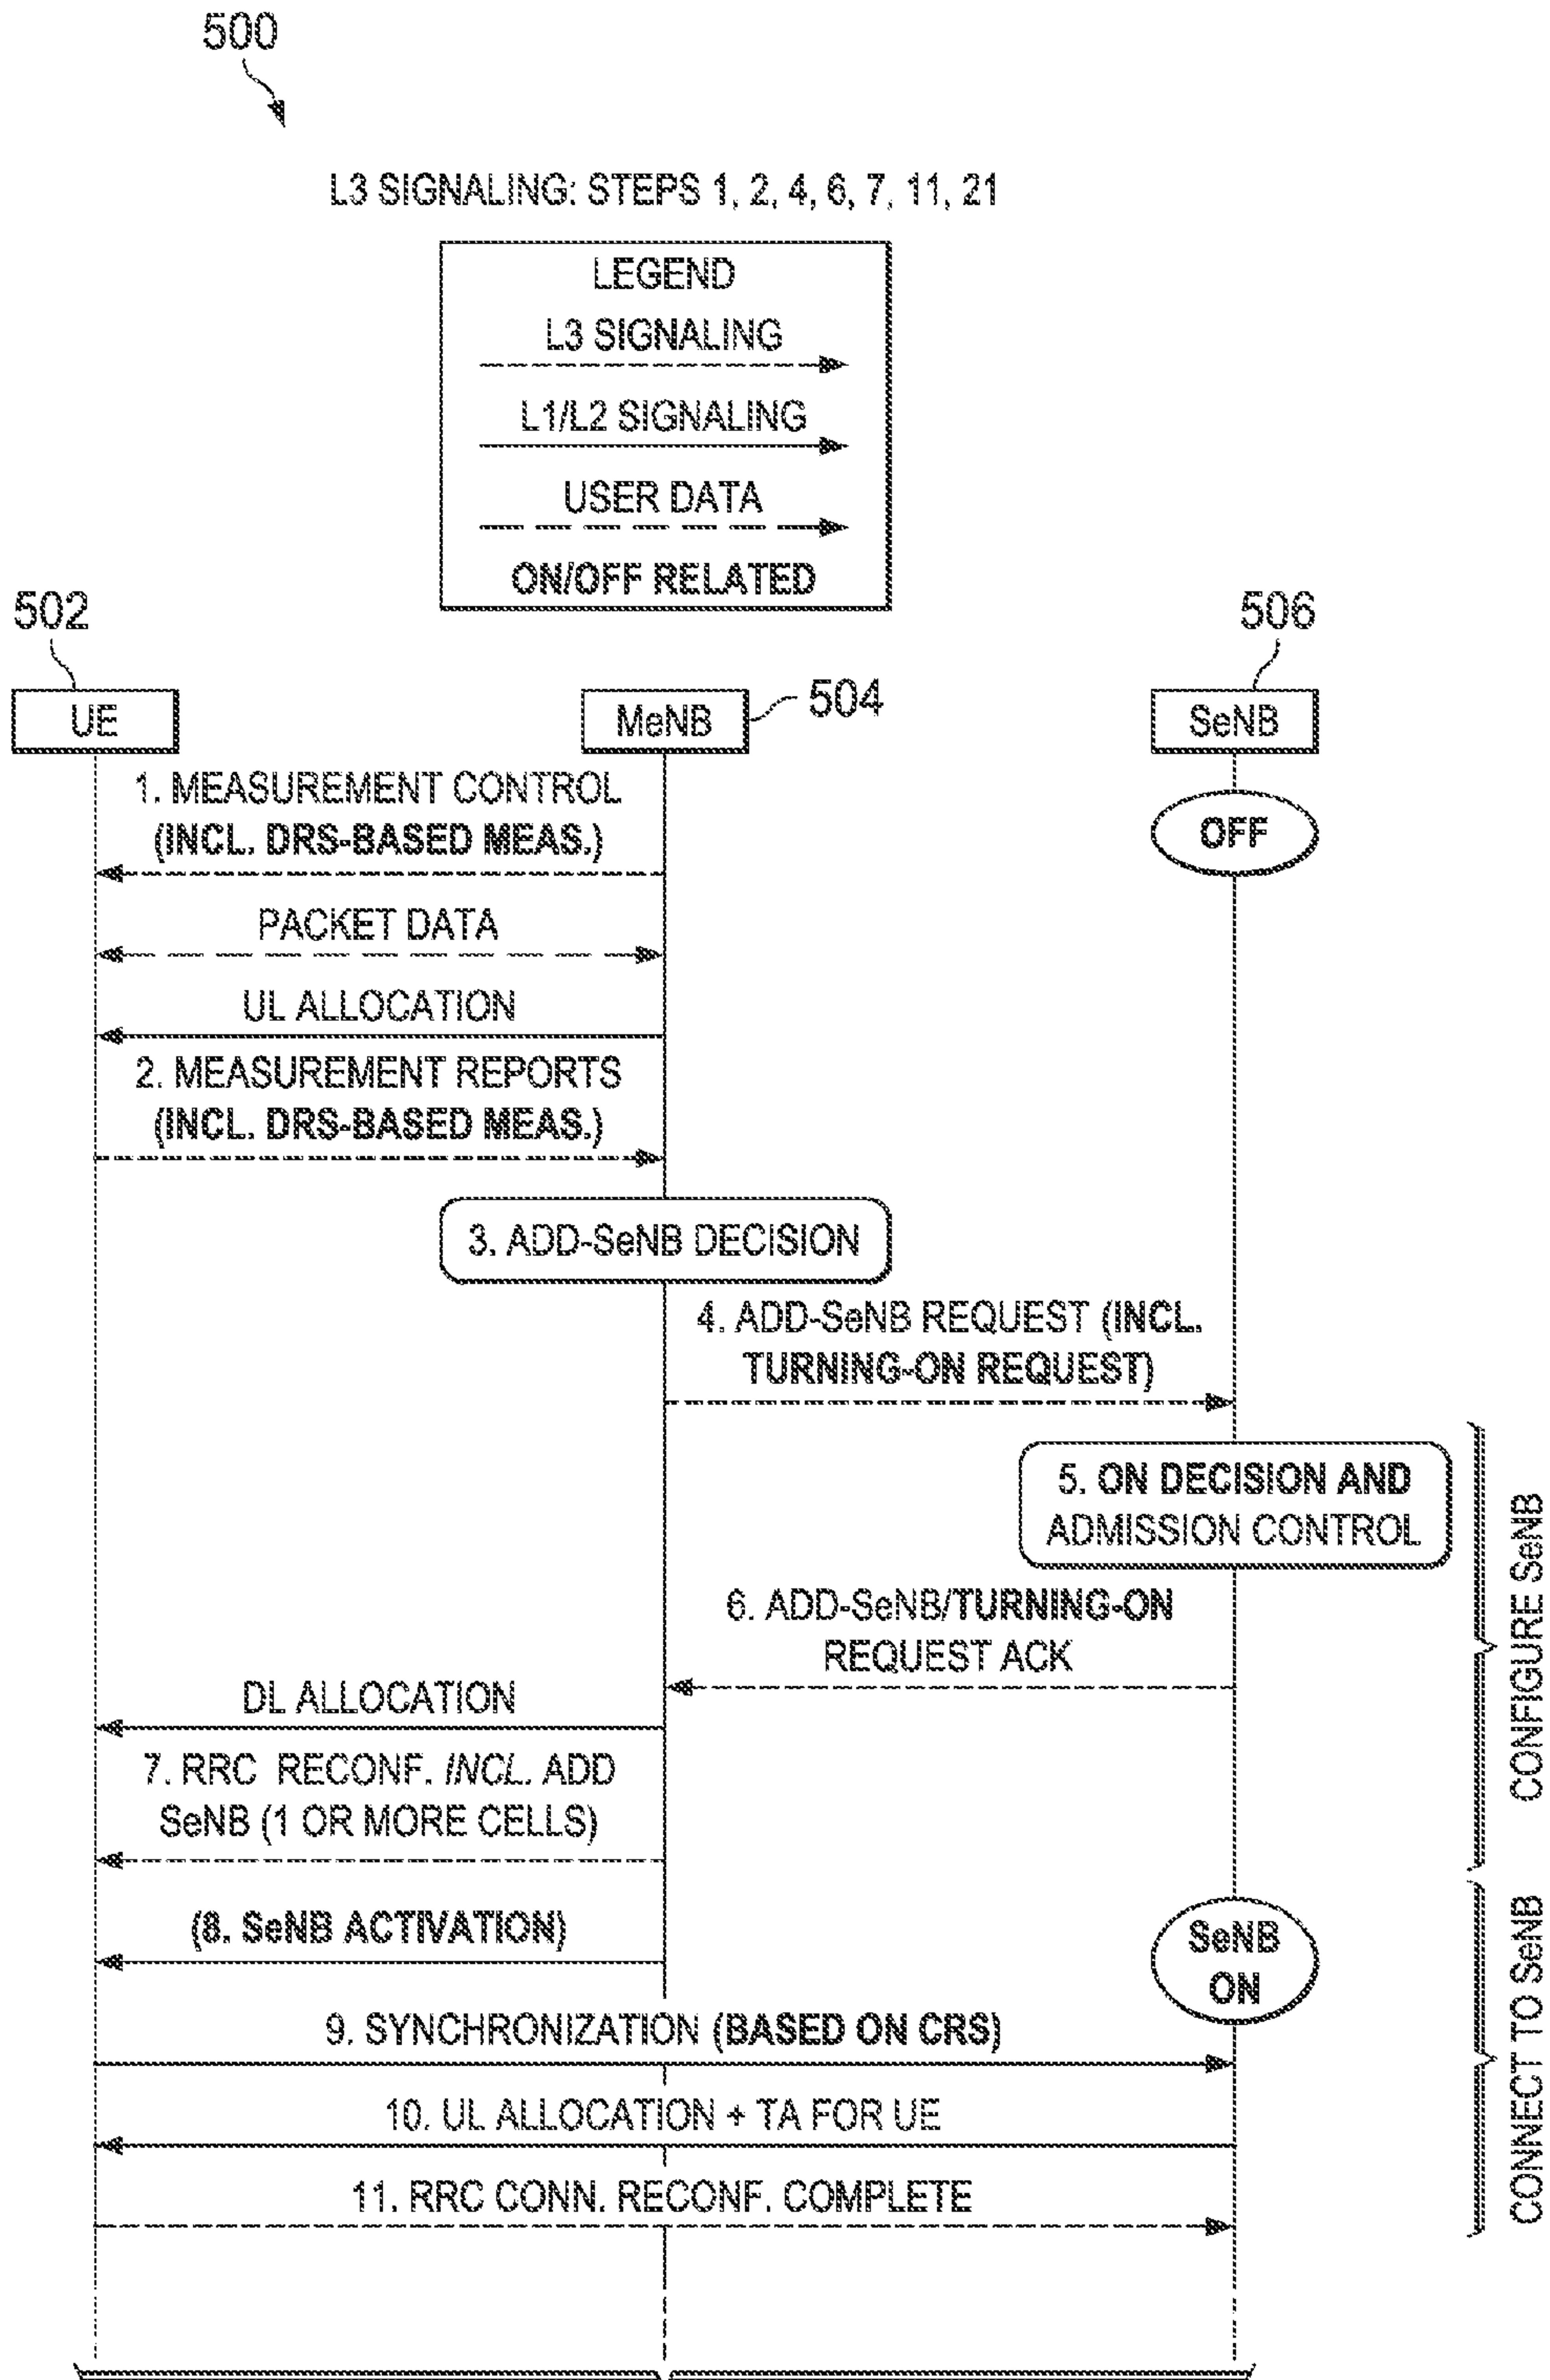 500
L3 SIGNALING: STEPS 1, 2, 4, 6, 7, 11, 21
LEGEND
L3 SIGNALING
L1/L2 SIGNALING
USER DATA
ON/OFF RELATED
502
506
UE
MeNB
504
SeNB
1. MEASUREMENT CONTROL
(INCL. DRS-BASED MEAS.)
OFF
PACKET DATA
UL ALLOCATION
2. MEASUREMENT REPORTS
(INCL. DRS-BASED MEAS.)
3. ADD-SeNB DECISION
4. ADD-SeNB REQUEST (INCL.
TURNING-ON REQUEST)
5. ON DECISION AND
ADMISSION CONTROL
6. ADD-SeNB/TURNING-ON
REQUEST ACK
CONFIGURE SeNB
DL ALLOCATION
7. RRC RECONF. INCL. ADD
SeNB (1 OR MORE CELLS)
(8. SeNB ACTIVATION)
SeNB
ON
9. SYNCHRONIZATION (BASED ON CRS)
10. UL ALLOCATION + TA FOR UE
11. RRC CONN. RECONF. COMPLETE
CONNECT TO SeNB